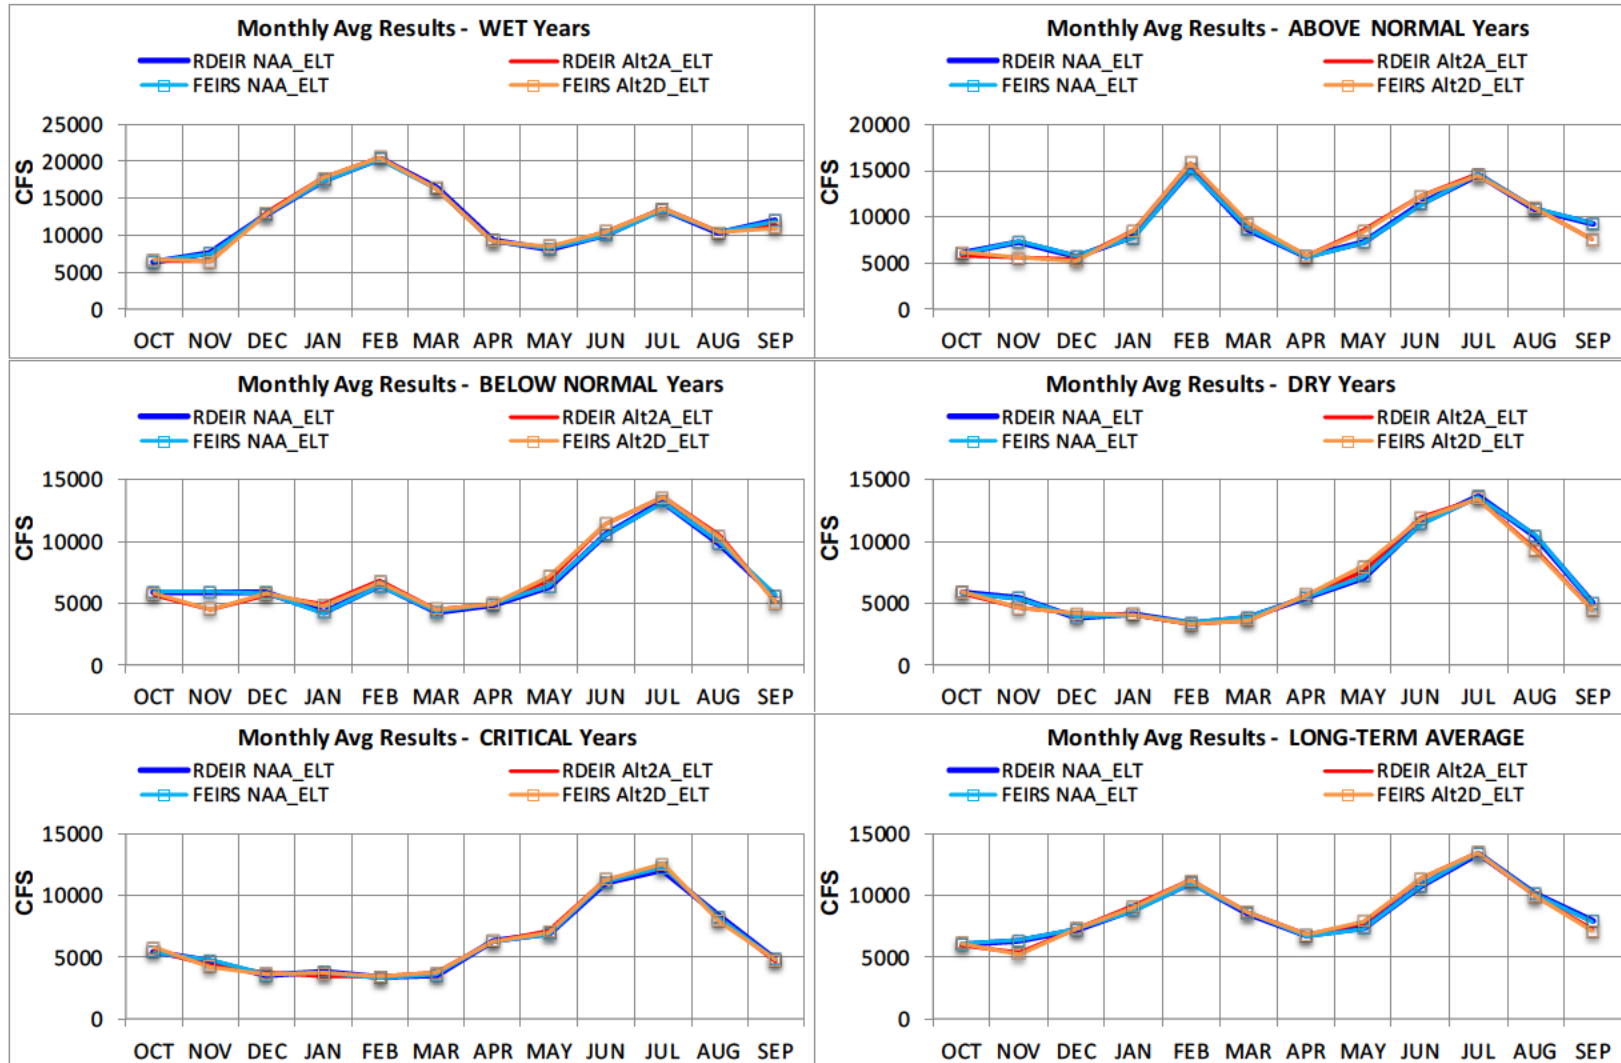 Monthly Avg Results - WET Years
RDEIR NAA_ELT RDEIR Alt2A_ELT
FEIRS NAA_ELT FEIRS Alt2D_ELT
25000
20000
15000
10000
5000
0
CFS
OCT NOV DEC JAN FEB MAR APR MAY JUN JUL AUG SEP
Monthly Avg Results - ABOVE NORMAL Years
RDEIR NAA_ELT RDEIR Alt2A_ELT
FEIRS NAA_ELT FEIRS Alt2D_ELT
20000
15000
10000
5000
0
CFS
OCT NOV DEC JAN FEB MAR APR MAY JUN JUL AUG SEP
Monthly Avg Results - BELOW NORMAL Years
RDEIR NAA_ELT RDEIR Alt2A_ELT
FEIRS NAA_ELT FEIRS Alt2D_ELT
15000
10000
5000
0
CFS
OCT NOV DEC JAN FEB MAR APR MAY JUN JUL AUG SEP
Monthly Avg Results - DRY Years
RDEIR NAA_ELT RDEIR Alt2A_ELT
FEIRS NAA_ELT FEIRS Alt2D_ELT
15000
10000
5000
0
CFS
OCT NOV DEC JAN FEB MAR APR MAY JUN JUL AUG SEP
Monthly Avg Results - CRITICAL Years
RDEIR NAA_ELT RDEIR Alt2A_ELT
FEIRS NAA_ELT FEIRS Alt2D_ELT
15000
10000
5000
0
CFS
OCT NOV DEC JAN FEB MAR APR MAY JUN JUL AUG SEP
Monthly Avg Results - LONG-TERM AVERAGE
RDEIR NAA_ELT RDEIR Alt2A_ELT
FEIRS NAA_ELT FEIRS Alt2D_ELT
15000
10000
5000
0
CFS
OCT NOV DEC JAN FEB MAR APR MAY JUN JUL AUG SEP